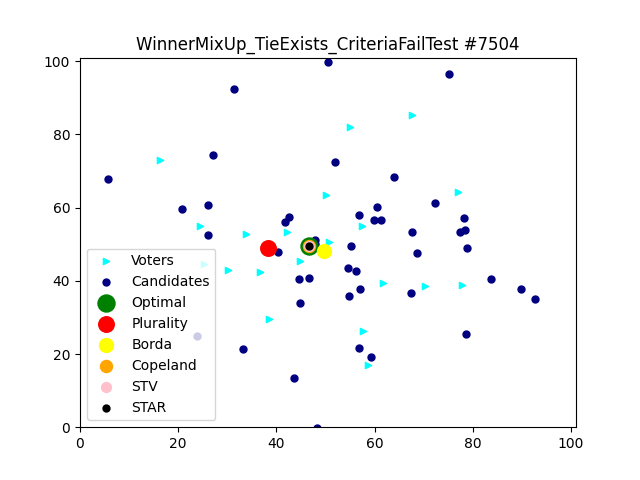 WinnerMixUp_TieExists_CriteriaFailTest #7504
100
80
60
40
20
0
0 20 40 60 80 100
Voters
Candidates
Optimal
Plurality
Borda
Copeland
STV
STAR